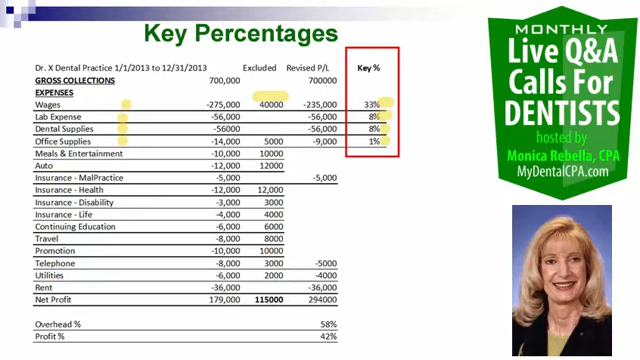 Key Percentages
Dr. X Dental Practice 1/1/2013 to 12/31/2013 Excluded Revised P/L Key %
GROSS COLLECTIONS 700,000 700000
EXPENSES
Wages -275,000 40000 -235,000 33%
Lab Expense -56,000 -56,000 8%
Dental Supplies -56000 -56,000 8%
Office Supplies -14,000 5000 -9,000 1%
Meals & Entertainment -10,000 10000
Auto -12,000 12000
Insurance - MalPractice -5,000 -5,000
Insurance - Health -12,000 12,000
Insurance - Disability -3,000 3000
Insurance - Life -4,000 4000
Continuing Education -6,000 6000
Travel -8,000 8000
Promotion -10,000 10000
Telephone -8,000 3000 -5000
Utilities -6,000 2000 -4000
Rent -36,000 -36,000
Net Profit 179,000 115000 294000
Overhead % 58%
Profit % 42%
MONTHLY
Live Q&A
Calls For
DENTISTS
hosted by
Monica Rebella, CPA
MyDentalCPA.com